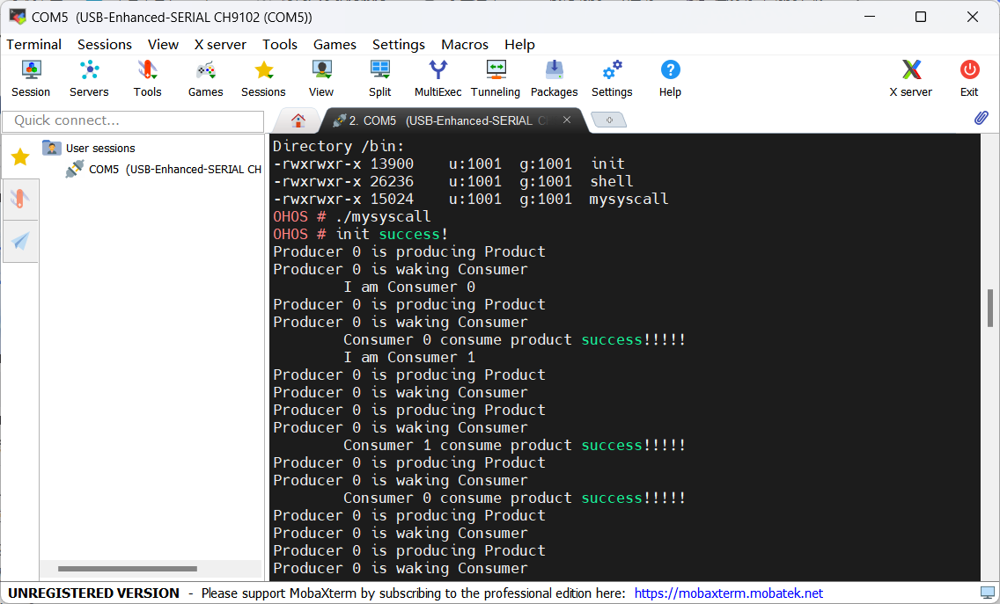 COM5 (USB-Enhanced-SERIAL CH9102 (COM5))
Terminal Sessions View X server Tools Games Settings Macros Help
Session Servers Tools Games Sessions View Split MultiExec Tunneling Packages Settings Help X server Exit
Quick connect...
2. COM5 (USB-Enhanced-SERIAL
User sessions
COM5 (USB-Enhanced-SERIAL CH
Directory /bin:
-rwxrwxr-x 13900 u:1001 g:1001 init
-rwxrwxr-x 26236 u:1001 g:1001 shell
-rwxrwxr-x 15024 u:1001 g:1001 mysyscall
OHOS # ./mysyscall
OHOS # init success!
Producer 0 is producing Product
Producer 0 is waking Consumer
I am Consumer 0
Producer 0 is producing Product
Producer 0 is waking Consumer
Consumer 0 consume product success!!!!!
I am Consumer 1
Producer 0 is producing Product
Producer 0 is waking Consumer
Producer 0 is producing Product
Producer 0 is waking Consumer
Consumer 1 consume product success!!!!!
Producer 0 is producing Product
Producer 0 is waking Consumer
Consumer 0 consume product success!!!!!
Producer 0 is producing Product
Producer 0 is waking Consumer
Producer 0 is producing Product
Producer 0 is waking Consumer
UNREGISTERED VERSION - Please support MobaXterm by subscribing to the professional edition here: https://mobaxterm.mobatek.net